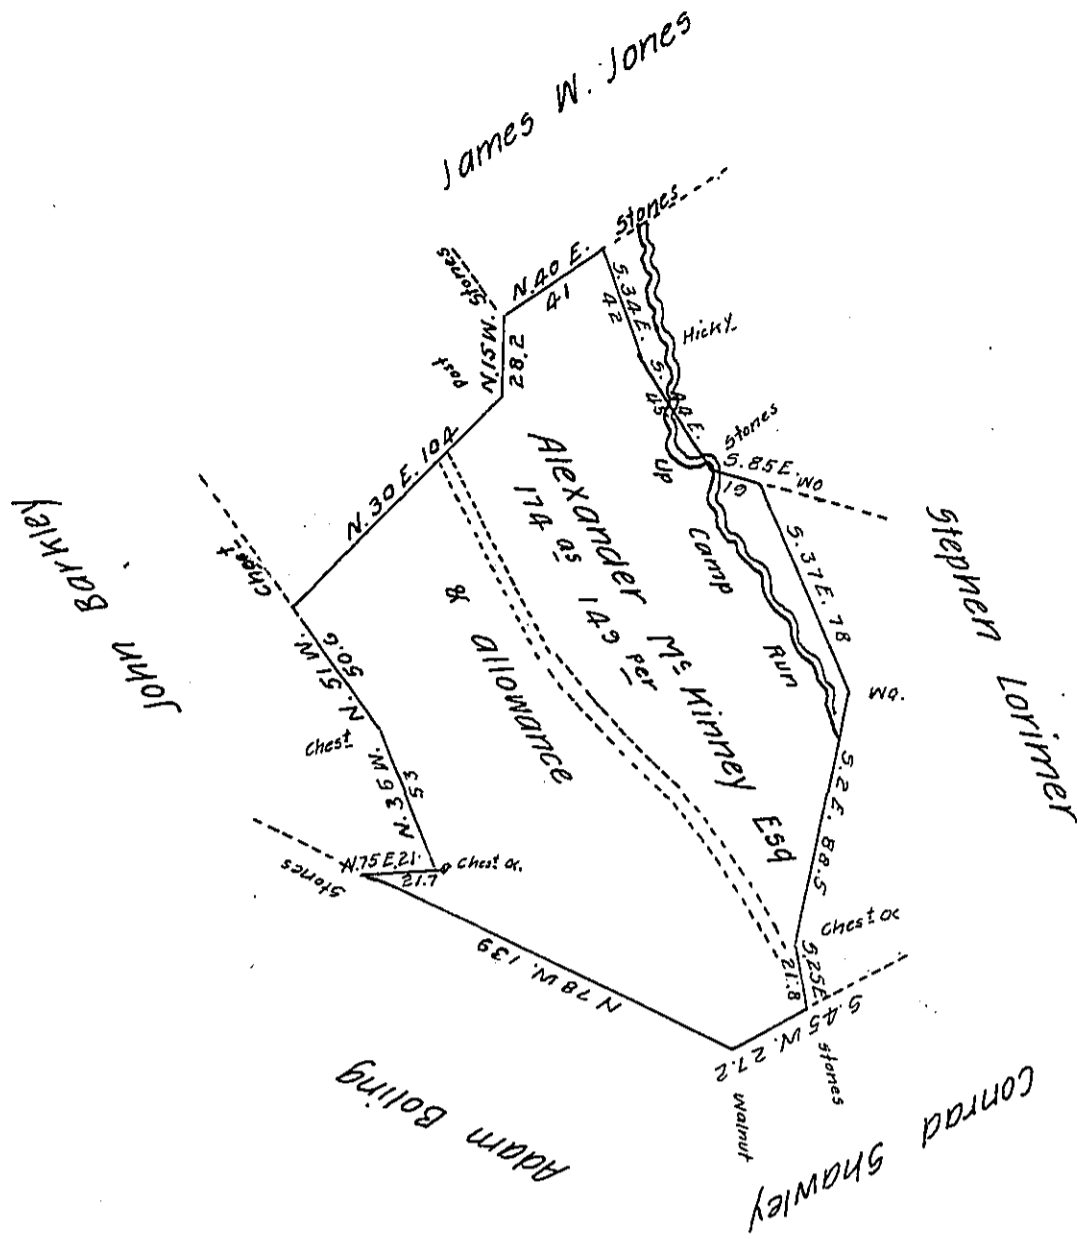 James W. Jones
Stones
Stones
N. 40 E.
41
N. 15 W.
28.2
post
S. 34 E.
42
Hicky
S. 44 E.
45
Stones
S. 85 E.
19
WO
Up
Camp
Run
N. 30 E. 104
Alexander Mc Kinney Esq
174 as 149 per
& allowance
S. 37 E. 78
WO.
Stephen Lorimer
John Barkley
Chest
N. 51 W.
50.6
Chest
N. 36 W.
53
N. 75 E. 21.
21.7
Chest O.
Stones
S. 2 E. 88.5
Chest O
S. 25 E.
21.8
N 78 W. 139
S. 45 W. 27.2
Stones
Walnut
Adam Boling
Conrad Shawley